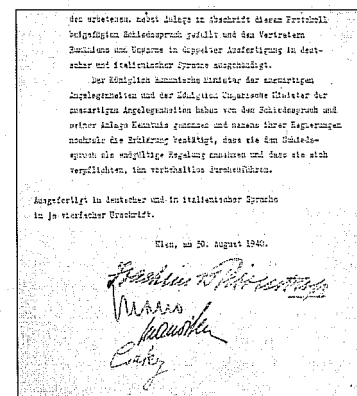 den erbetenen, nebst Anlage in Abschrift diesem Protokoll
beigefügten Schiedsspruch gefällt und den Vertretern
Rumäniens und Ungarns in doppelter Ausfertigung in deut-
scher und italienischer Sprache ausgehändigt.
Der Königlich Rumänische Minister der auswärtigen
Angelegenheiten und der Königlich Ungarische Minister der
auswärtigen Angelegenheiten haben von dem Schiedsspruch und
seiner Anlage Kenntnis genommen und namens ihrer Regierungen
nochmals die Erklärung bestätigt, dass sie den Schieds-
spruch als endgültige Regelung annehmen und dass sie sich
verpflichten, ihn vorbehaltlos durchzuführen.
Ausgefertigt in deutscher und in italienischer Sprache
in je vierfacher Urschrift.
Wien, am 30. August 1940.
Ciano
Manoilescu
Csáky